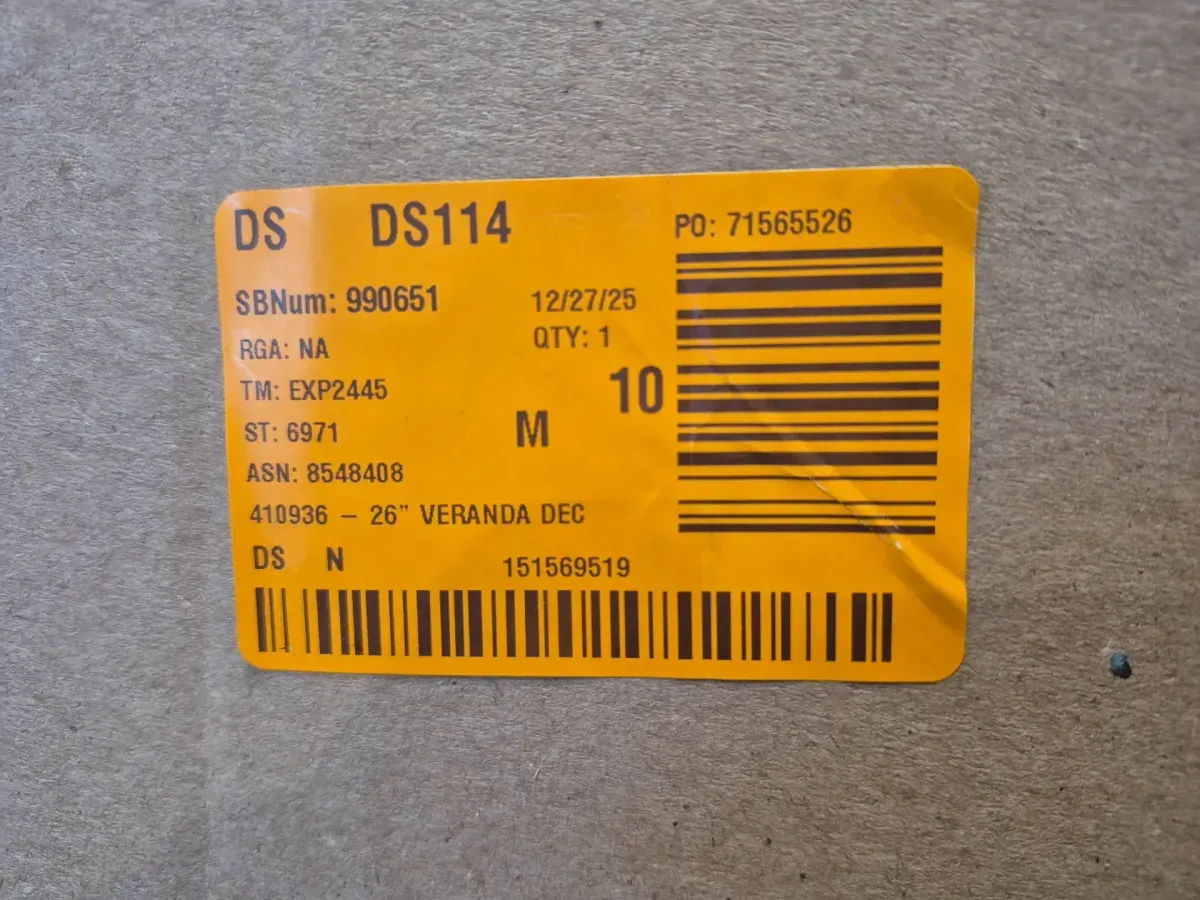 DS DS114
PO: 71565526
SBNum: 990651 12/27/25
RGA: NA QTY: 1
TM: EXP2445 10
ST: 6971 M
ASN: 8548408
410936 – 26" VERANDA DEC
DS N 151569519